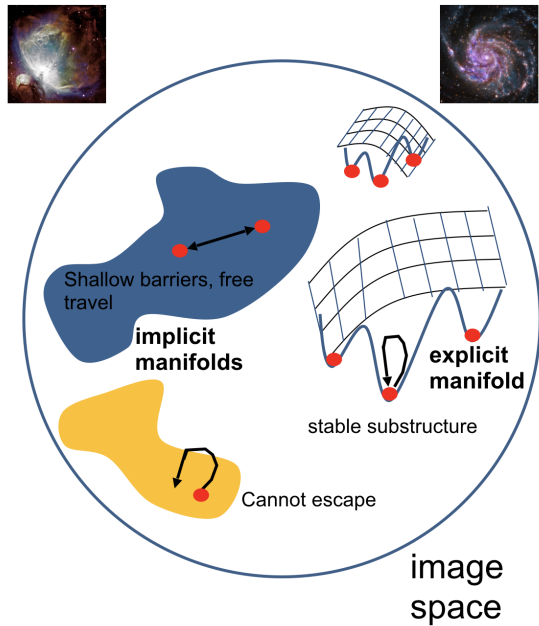 Shallow barriers, free
travel
implicit
manifolds
explicit
manifold
stable substructure
Cannot escape
image
space